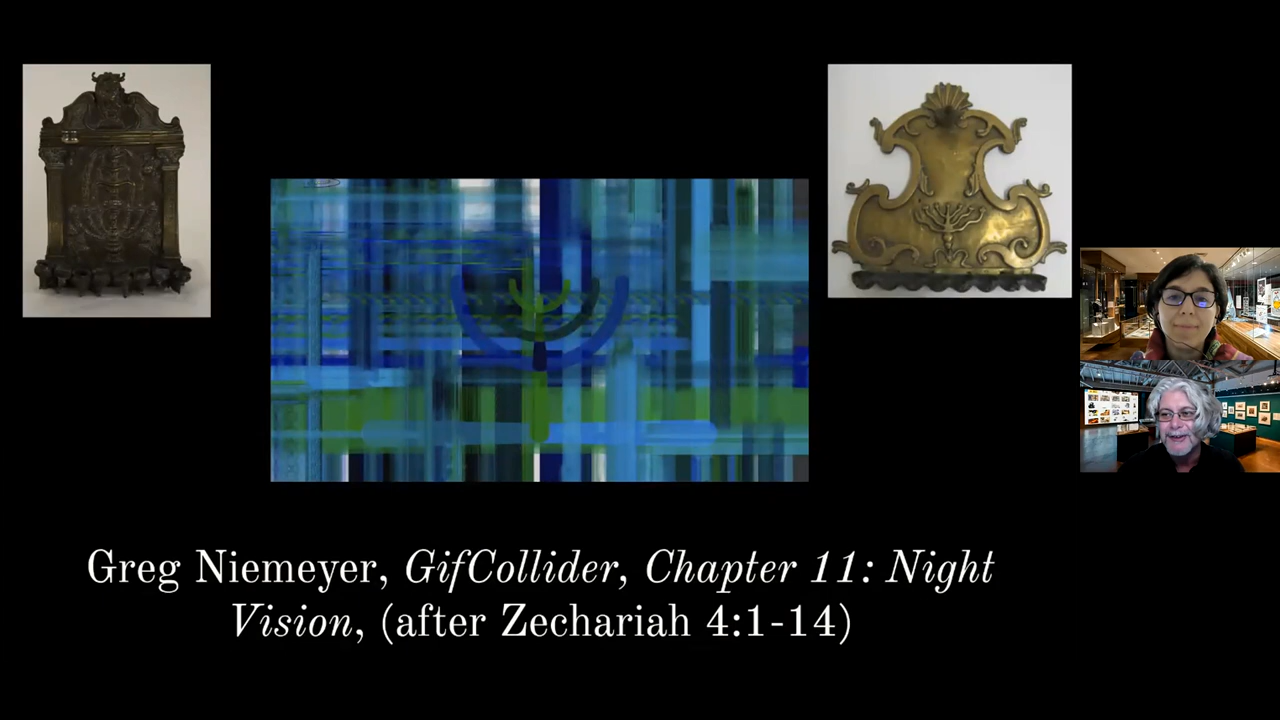 Greg Niemeyer, GifCollider, Chapter 11: Night
Vision, (after Zechariah 4:1-14)